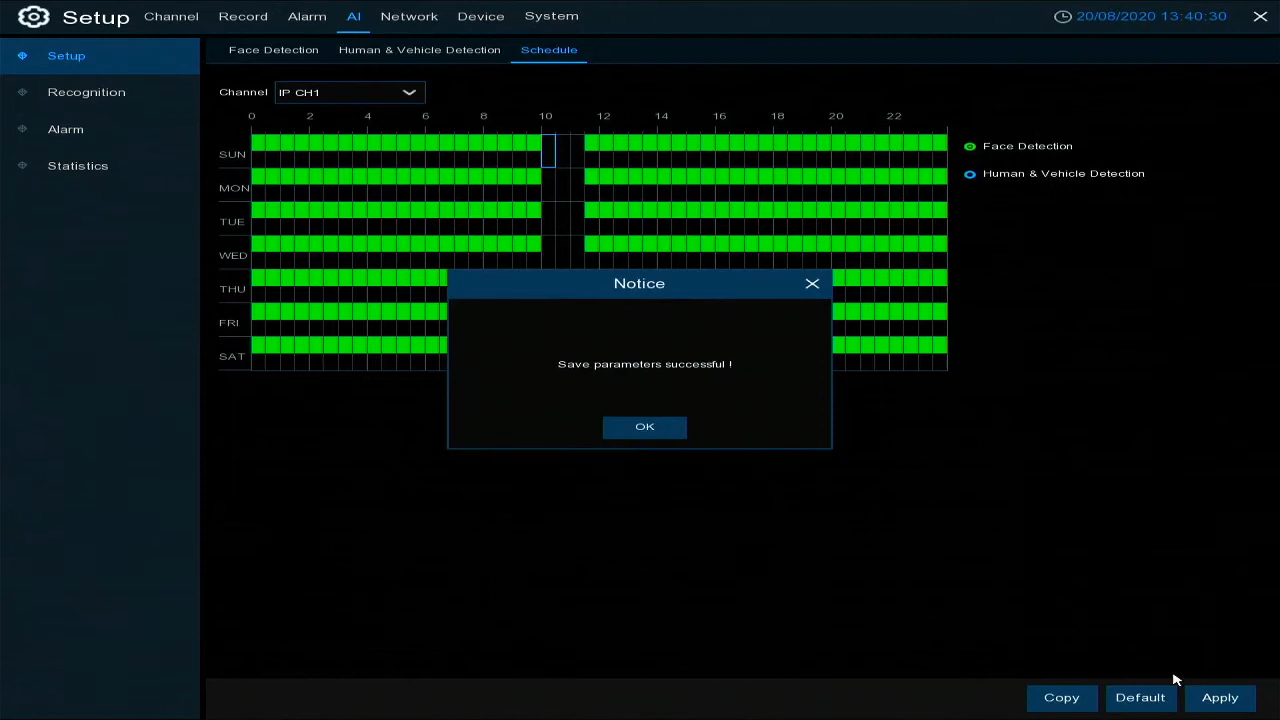 Setup Channel Record Alarm AI Network Device System 20/08/2020 13:40:30
Setup
Recognition
Alarm
Statistics
Face Detection Human & Vehicle Detection Schedule
Channel IP CH1
0 2 4 6 8 10 12 14 16 18 20 22
SUN
MON
TUE
WED
THU
FRI
SAT
Face Detection
Human & Vehicle Detection
Notice
Save parameters successful !
OK
Copy Default Apply